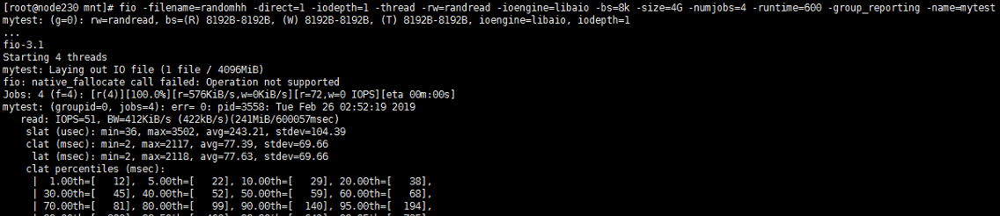 [root@node230 mnt]# fio -filename=randomhh -direct=1 -iodepth=1 -thread -rw=randread -ioengine=libaio -bs=8k -size=4G -numjobs=4 -runtime=600 -group_reporting -name=mytest
mytest: (g=0): rw=randread, bs=(R) 8192B-8192B, (W) 8192B-8192B, (T) 8192B-8192B, ioengine=libaio, iodepth=1
...
fio-3.1
Starting 4 threads
mytest: Laying out IO file (1 file / 4096MiB)
fio: native_fallocate call failed: Operation not supported
Jobs: 4 (f=4): [r(4)][100.0%][r=576KiB/s,w=0KiB/s][r=72,w=0 IOPS][eta 00m:00s]
mytest: (groupid=0, jobs=4): err= 0: pid=3558: Tue Feb 26 02:52:19 2019
read: IOPS=51, BW=412KiB/s (422kB/s)(241MiB/600057msec)
slat (usec): min=36, max=3502, avg=243.21, stdev=104.39
clat (msec): min=2, max=2117, avg=77.39, stdev=69.66
lat (msec): min=2, max=2118, avg=77.63, stdev=69.66
clat percentiles (msec):
| 1.00th=[ 12], 5.00th=[ 22], 10.00th=[ 29], 20.00th=[ 38],
| 30.00th=[ 45], 40.00th=[ 52], 50.00th=[ 59], 60.00th=[ 68],
| 70.00th=[ 81], 80.00th=[ 99], 90.00th=[ 140], 95.00th=[ 194],